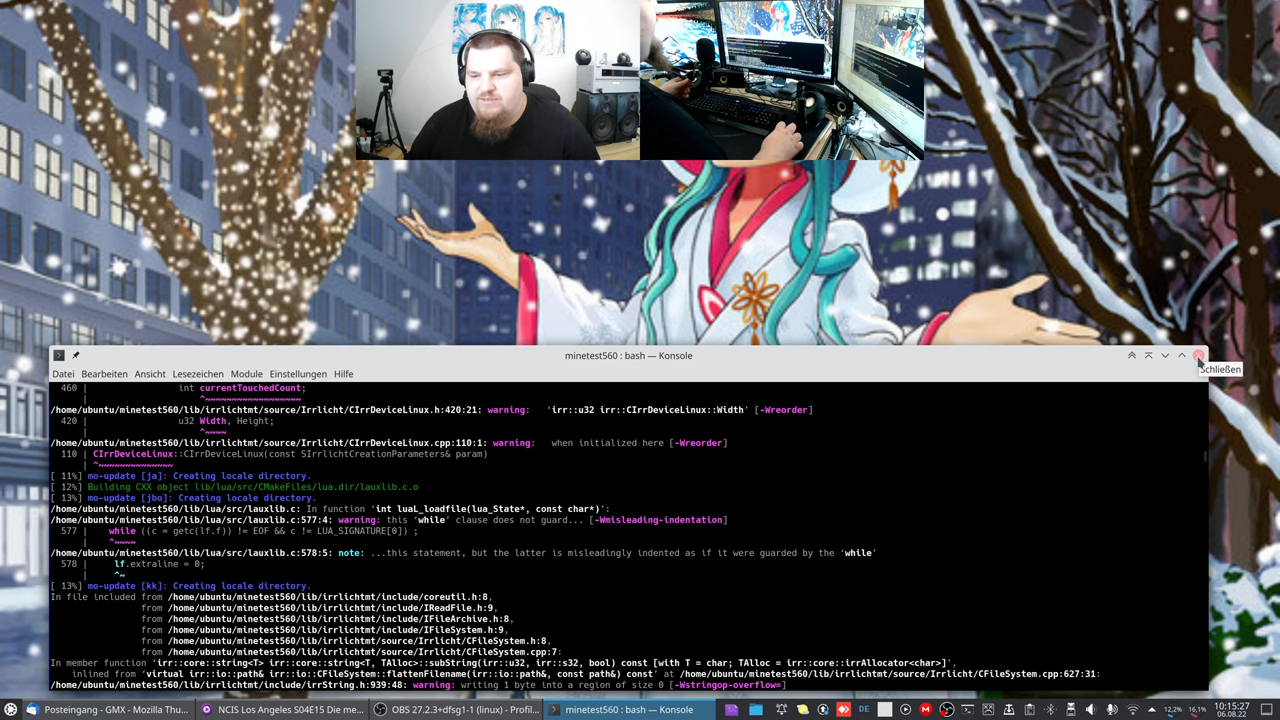 minetest560 : bash — Konsole
Datei Bearbeiten Ansicht Lesezeichen Module Einstellungen Hilfe
Schließen
460 | int currentTouchedCount;
| ^~~~~~~~~~~~~~~~~~~
/home/ubuntu/minetest560/lib/irrlichtmt/source/Irrlicht/CIrrDeviceLinux.h:420:21: warning:   ‘irr::u32 irr::CIrrDeviceLinux::Width’ [-Wreorder]
420 | u32 Width, Height;
| ^~~~~
/home/ubuntu/minetest560/lib/irrlichtmt/source/Irrlicht/CIrrDeviceLinux.cpp:110:1: warning:   when initialized here [-Wreorder]
110 | CIrrDeviceLinux::CIrrDeviceLinux(const SIrrlichtCreationParameters& param)
| ^~~~~~~~~~~~~~~
[ 11%] mo-update [ja]: Creating locale directory.
[ 12%] Building CXX object lib/lua/src/CMakeFiles/lua.dir/lauxlib.c.o
[ 13%] mo-update [jbo]: Creating locale directory.
/home/ubuntu/minetest560/lib/lua/src/lauxlib.c: In function ‘int luaL_loadfile(lua_State*, const char*)’:
/home/ubuntu/minetest560/lib/lua/src/lauxlib.c:577:4: warning: this ‘while’ clause does not guard... [-Wmisleading-indentation]
577 | while ((c = getc(lf.f)) != EOF && c != LUA_SIGNATURE[0]) ;
| ^~~~~
/home/ubuntu/minetest560/lib/lua/src/lauxlib.c:578:5: note: ...this statement, but the latter is misleadingly indented as if it were guarded by the ‘while’
578 | lf.extraline = 0;
| ^~
[ 13%] mo-update [kk]: Creating locale directory.
In file included from /home/ubuntu/minetest560/lib/irrlichtmt/include/coreutil.h:8,
from /home/ubuntu/minetest560/lib/irrlichtmt/include/IReadFile.h:9,
from /home/ubuntu/minetest560/lib/irrlichtmt/include/IFileArchive.h:8,
from /home/ubuntu/minetest560/lib/irrlichtmt/include/IFileSystem.h:9,
from /home/ubuntu/minetest560/lib/irrlichtmt/source/Irrlicht/CFileSystem.h:8,
from /home/ubuntu/minetest560/lib/irrlichtmt/source/Irrlicht/CFileSystem.cpp:7:
In member function ‘irr::core::string<T> irr::core::string<T, TAlloc>::subString(irr::u32, irr::s32, bool) const [with T = char; TAlloc = irr::core::irrAllocator<char>]’,
inlined from ‘virtual irr::io::path& irr::io::CFileSystem::flattenFilename(irr::io::path&, const path&) const’ at /home/ubuntu/minetest560/lib/irrlichtmt/source/Irrlicht/CFileSystem.cpp:627:31:
/home/ubuntu/minetest560/lib/irrlichtmt/include/irrString.h:939:48: warning: writing 1 byte into a region of size 0 [-Wstringop-overflow=]
Posteingang - GMX - Mozilla Thu... NCIS Los Angeles S04E15 Die me... OBS 27.2.3+dfsg1-1 (linux) - Profil... minetest560 : bash — Konsole DE 12,2% 16,1% 10:15:27
06.08.22